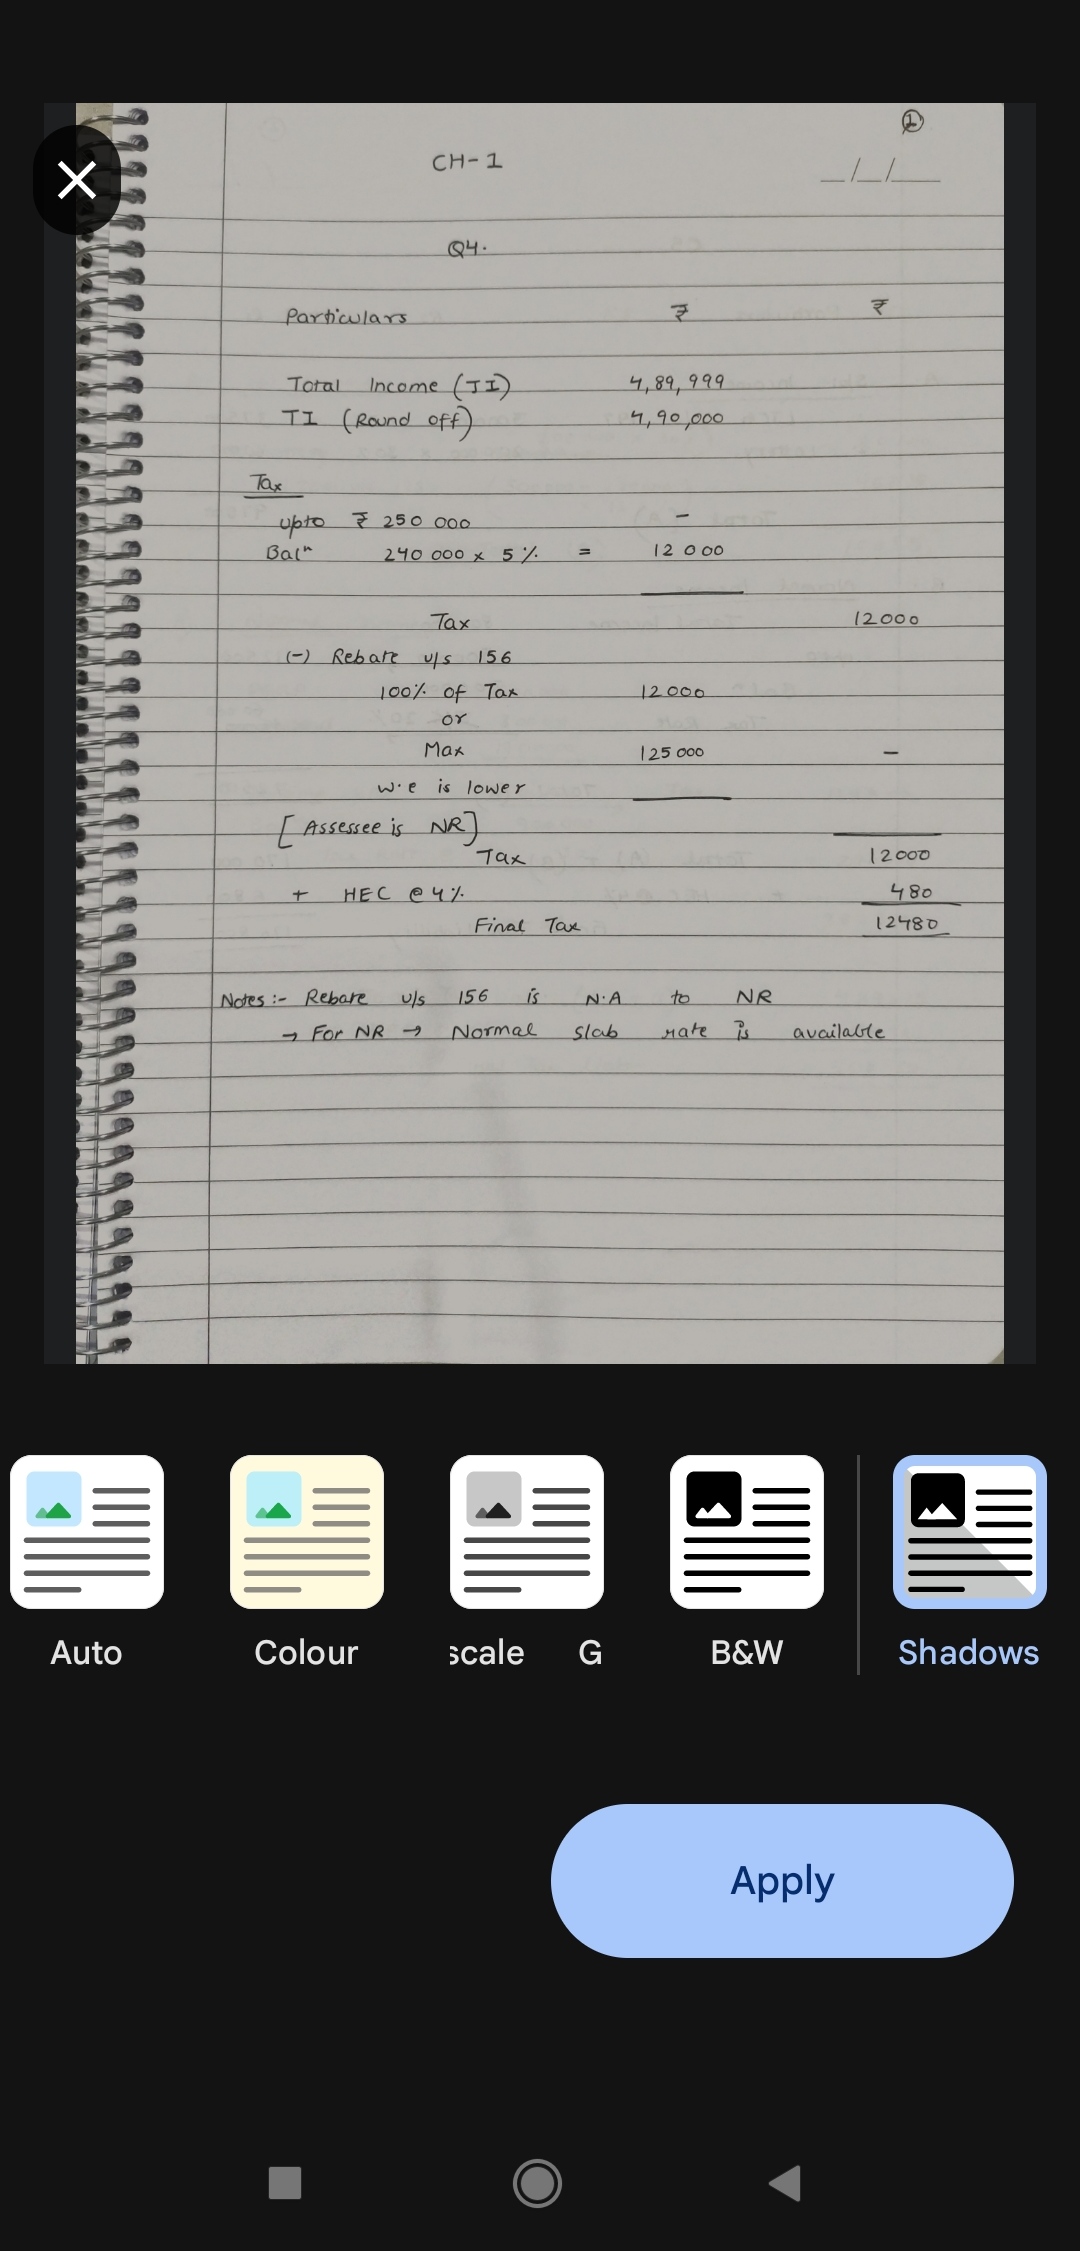 ①
CH-1
_/_/__
Q4.
Particulars ₹ ₹
Total Income (TI) 4,89,999
TI (Round off) 4,90,000
Tax
upto ₹ 250 000 -
Balⁿ 240 000 x 5 % = 12 000
Tax 12000
(-) Rebate u/s 156
100% of Tax 12000
or
Max 125 000 -
w.e is lower
[Assessee is NR]
Tax 12000
+ HEC @ 4% 480
Final Tax 12480
Notes :- Rebate u/s 156 is N.A to NR
→ For NR → Normal slab rate is available
Auto Colour scale G B&W Shadows
Apply